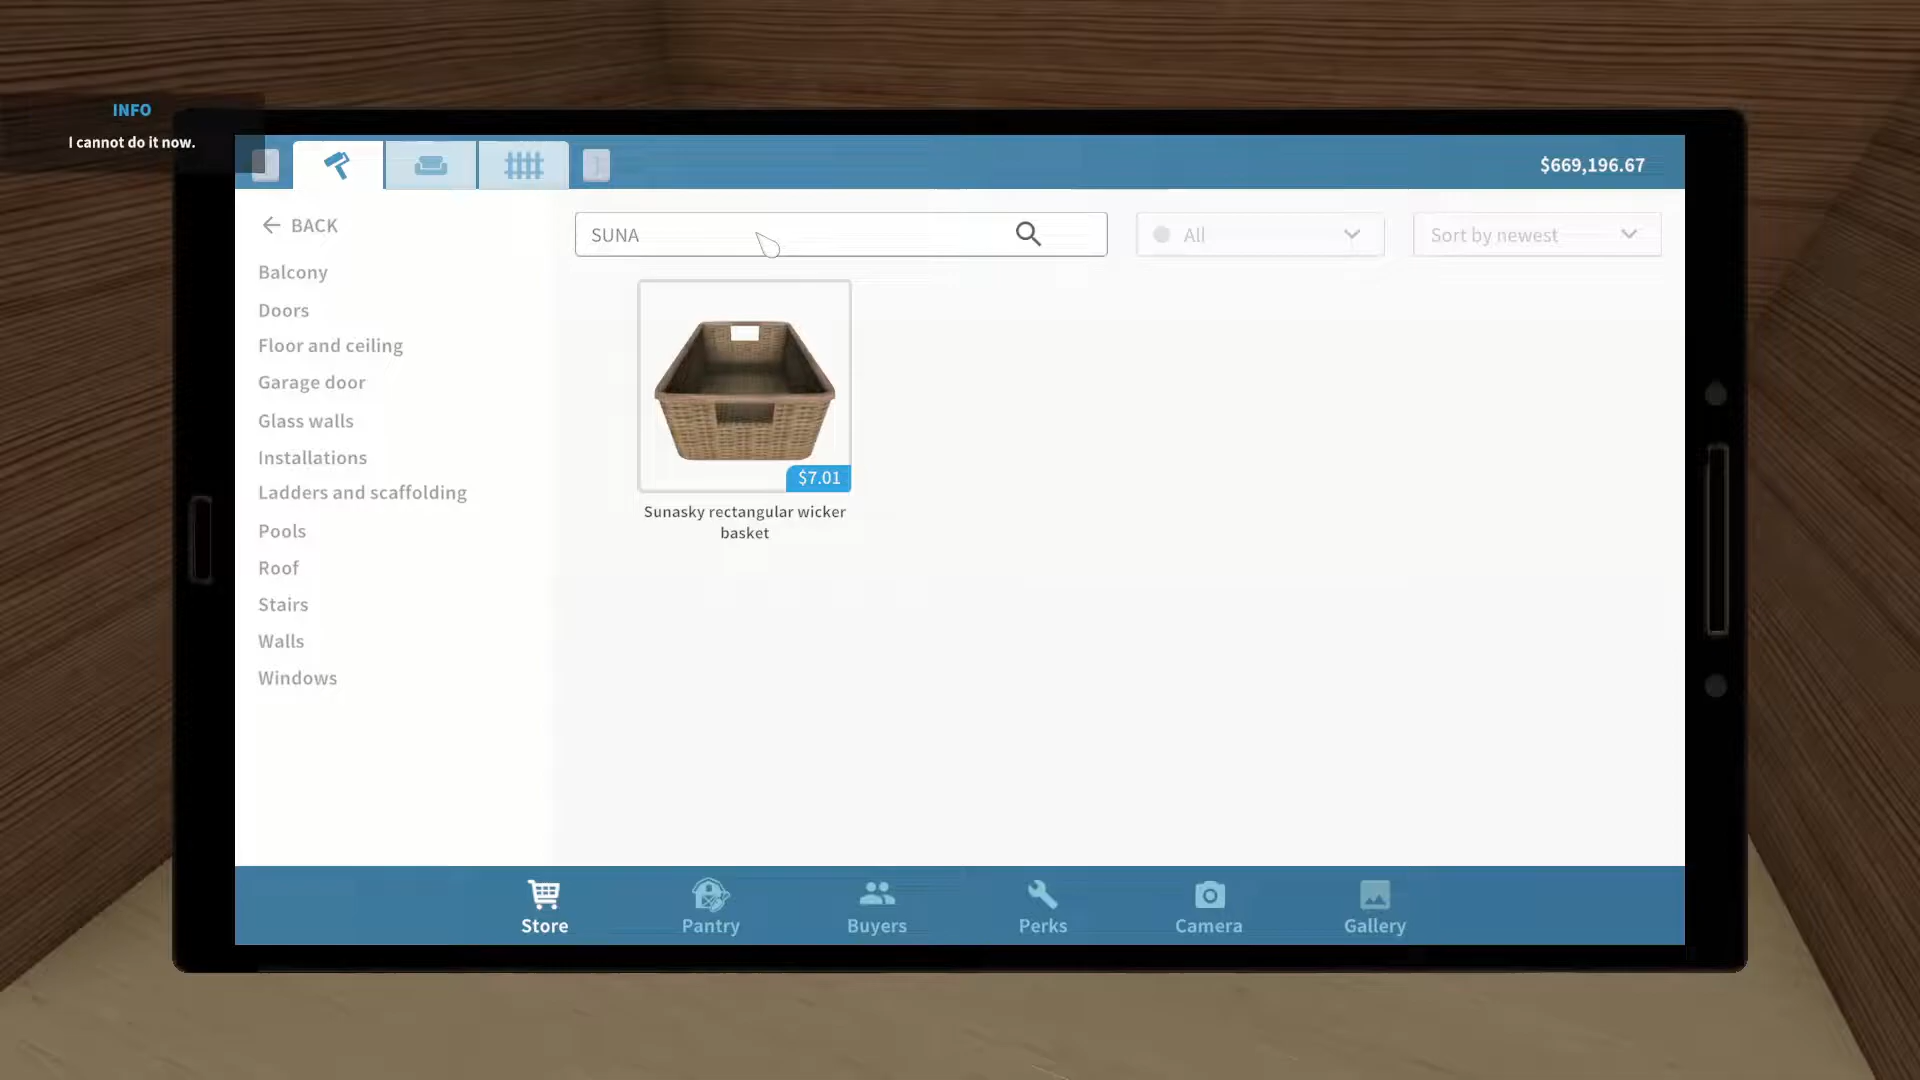 INFO
I cannot do it now.
$669,196.67
BACK
SUNA
All
Sort by newest
Balcony
Doors
Floor and ceiling
Garage door
Glass walls
Installations
Ladders and scaffolding
Pools
Roof
Stairs
Walls
Windows
$7.01
Sunasky rectangular wicker
basket
Store
Pantry
Buyers
Perks
Camera
Gallery